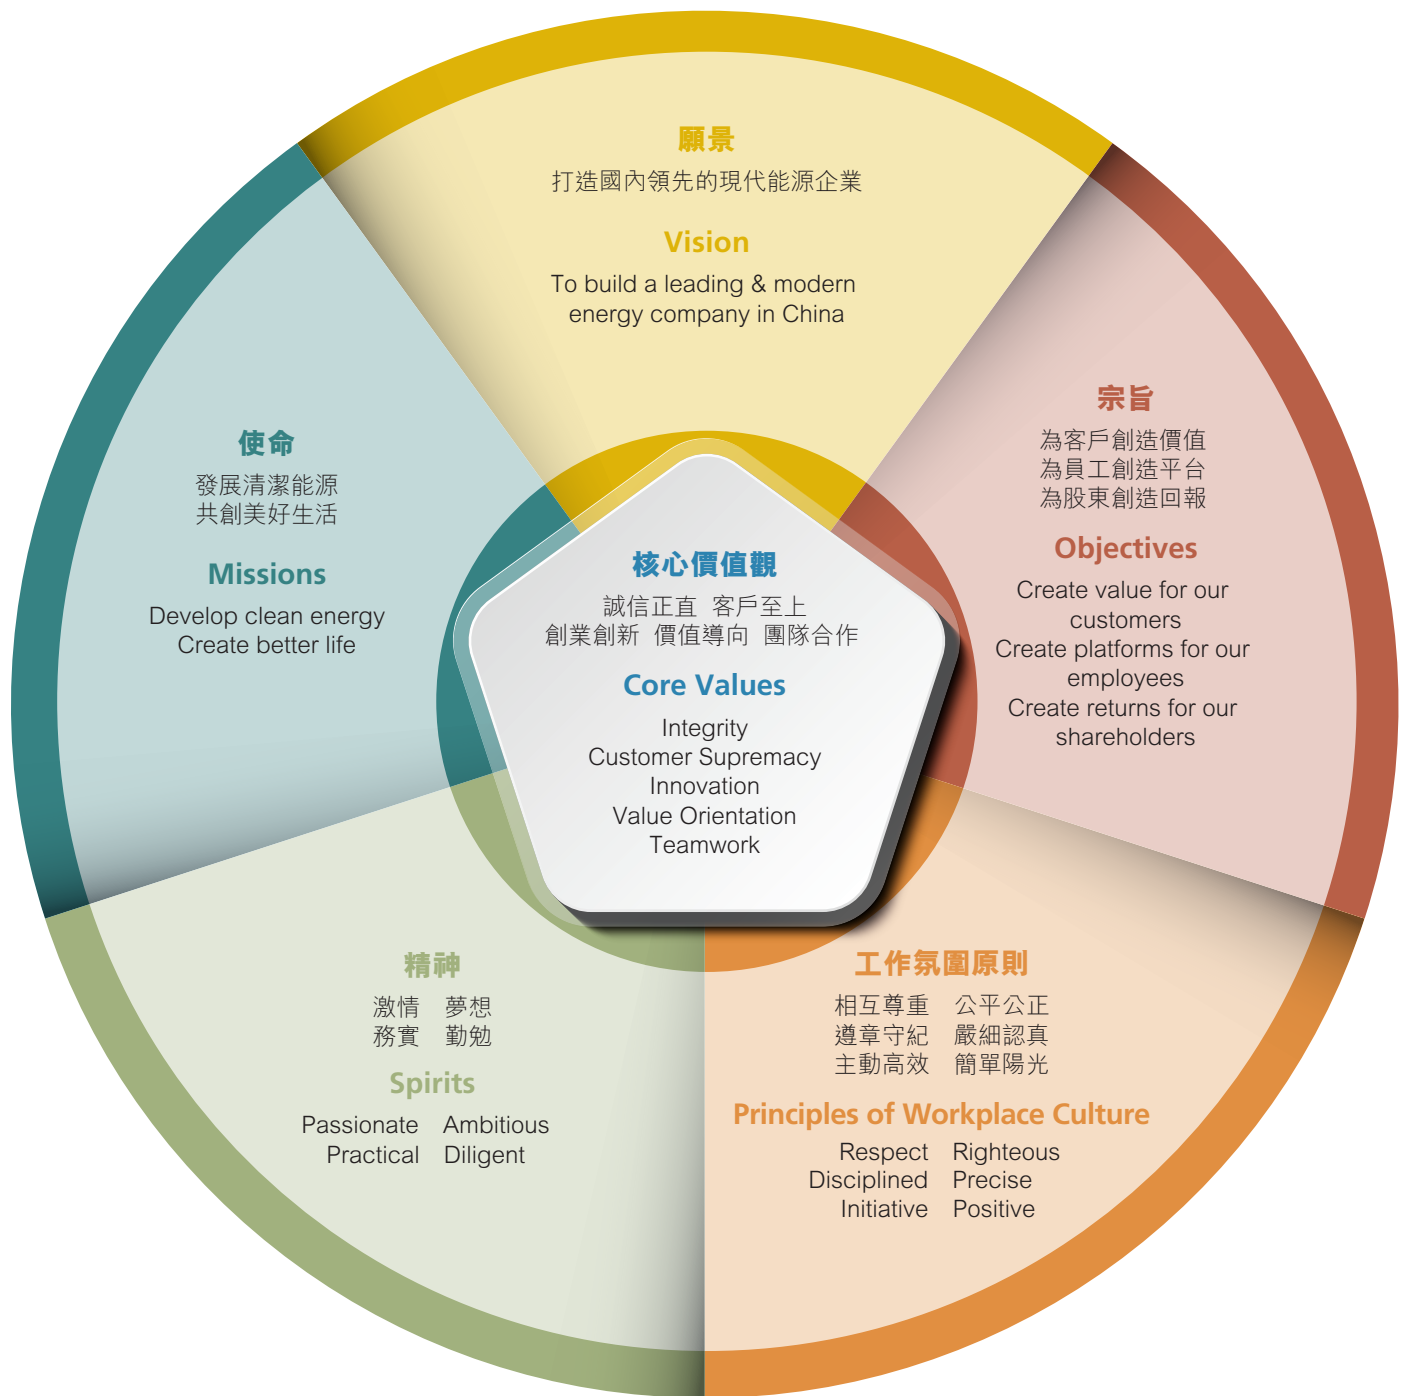 願景
打造國內領先的現代能源企業
Vision
To build a leading & modern
energy company in China
宗旨
為客戶創造價值
為員工創造平台
為股東創造回報
Objectives
Create value for our
customers
Create platforms for our
employees
Create returns for our
shareholders
使命
發展清潔能源
共創美好生活
Missions
Develop clean energy
Create better life
核心價值觀
誠信正直 客戶至上
創業創新 價值導向 團隊合作
Core Values
Integrity
Customer Supremacy
Innovation
Value Orientation
Teamwork
精神
激情 夢想
務實 勤勉
Spirits
Passionate Ambitious
Practical Diligent
工作氛圍原則
相互尊重 公平公正
遵章守紀 嚴細認真
主動高效 簡單陽光
Principles of Workplace Culture
Respect Righteous
Disciplined Precise
Initiative Positive